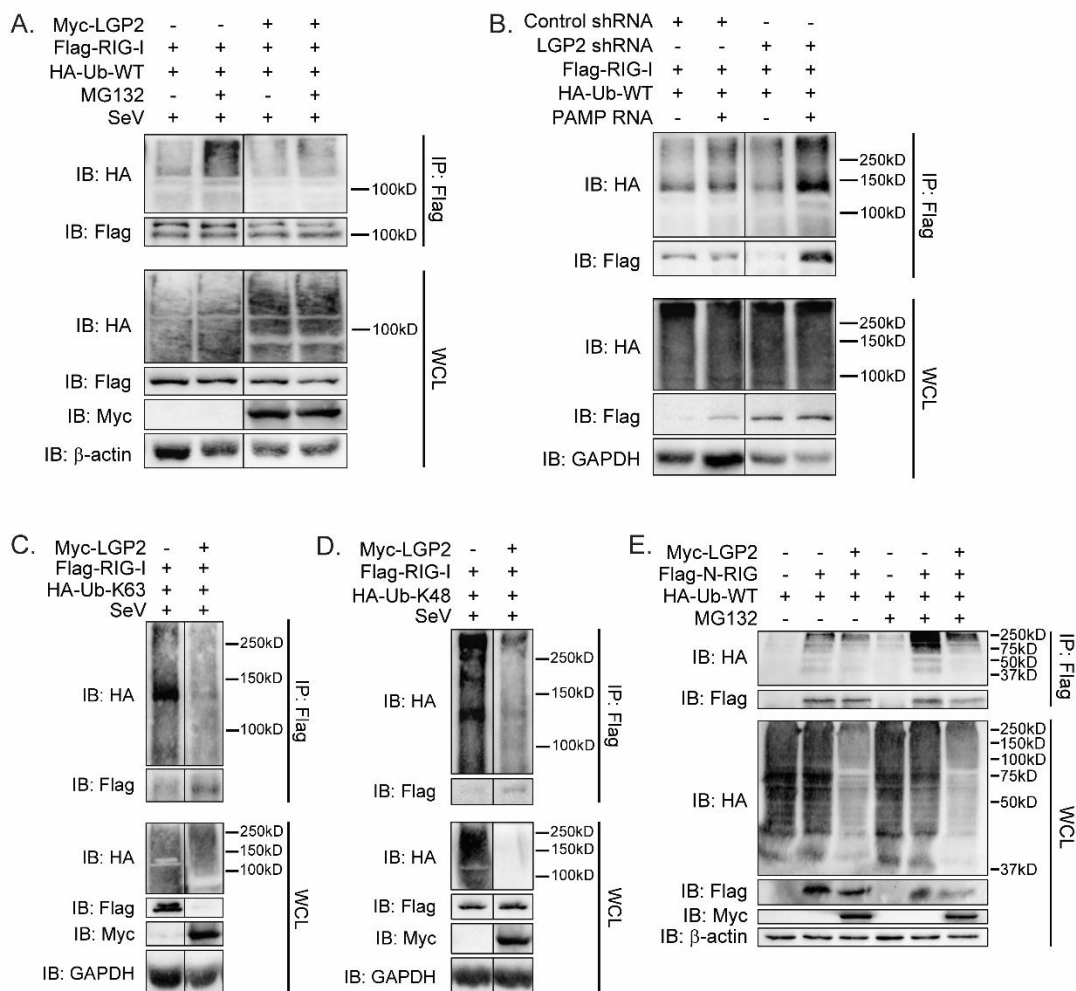 A.
Myc-LGP2 - - + +
Flag-RIG-I + + + +
HA-Ub-WT + + + +
MG132 - + - +
SeV + + + +
IB: HA
100kD
IB: Flag
100kD
IP: Flag
IB: HA
100kD
IB: Flag
IB: Myc
IB: β-actin
WCL
B.
Control shRNA + + - -
LGP2 shRNA - - + +
Flag-RIG-I + + + +
HA-Ub-WT + + + +
PAMP RNA - + - +
IB: HA
250kD
150kD
100kD
IB: Flag
IP: Flag
IB: HA
250kD
150kD
100kD
IB: Flag
IB: GAPDH
WCL
C.
Myc-LGP2 - +
Flag-RIG-I + +
HA-Ub-K63 + +
SeV + +
IB: HA
250kD
150kD
100kD
IB: Flag
IP: Flag
IB: HA
250kD
150kD
100kD
IB: Flag
IB: Myc
IB: GAPDH
WCL
D.
Myc-LGP2 - +
Flag-RIG-I + +
HA-Ub-K48 + +
SeV + +
IB: HA
250kD
150kD
100kD
IB: Flag
IP: Flag
IB: HA
250kD
150kD
100kD
IB: Flag
IB: Myc
IB: GAPDH
WCL
E.
Myc-LGP2 - - + - - +
Flag-N-RIG - + + - + +
HA-Ub-WT + + + + + +
MG132 - - - + + +
IB: HA
250kD
75kD
50kD
37kD
IB: Flag
IP: Flag
IB: HA
250kD
150kD
100kD
75kD
50kD
37kD
IB: Flag
IB: Myc
IB: β-actin
WCL